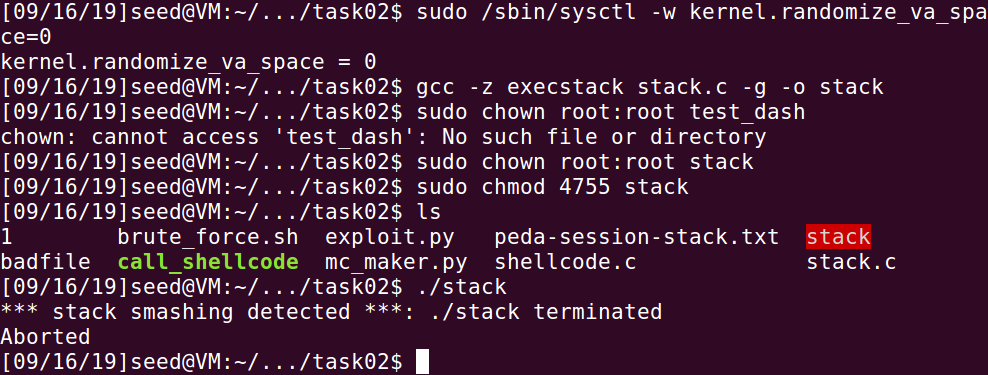 [09/16/19]seed@VM:~/.../task02$ sudo /sbin/sysctl -w kernel.randomize_va_spa
ce=0
kernel.randomize_va_space = 0
[09/16/19]seed@VM:~/.../task02$ gcc -z execstack stack.c -g -o stack
[09/16/19]seed@VM:~/.../task02$ sudo chown root:root test_dash
chown: cannot access 'test_dash': No such file or directory
[09/16/19]seed@VM:~/.../task02$ sudo chown root:root stack
[09/16/19]seed@VM:~/.../task02$ sudo chmod 4755 stack
[09/16/19]seed@VM:~/.../task02$ ls
1        brute_force.sh  exploit.py   peda-session-stack.txt  stack
badfile  call_shellcode  mc_maker.py  shellcode.c             stack.c
[09/16/19]seed@VM:~/.../task02$ ./stack
*** stack smashing detected ***: ./stack terminated
Aborted
[09/16/19]seed@VM:~/.../task02$